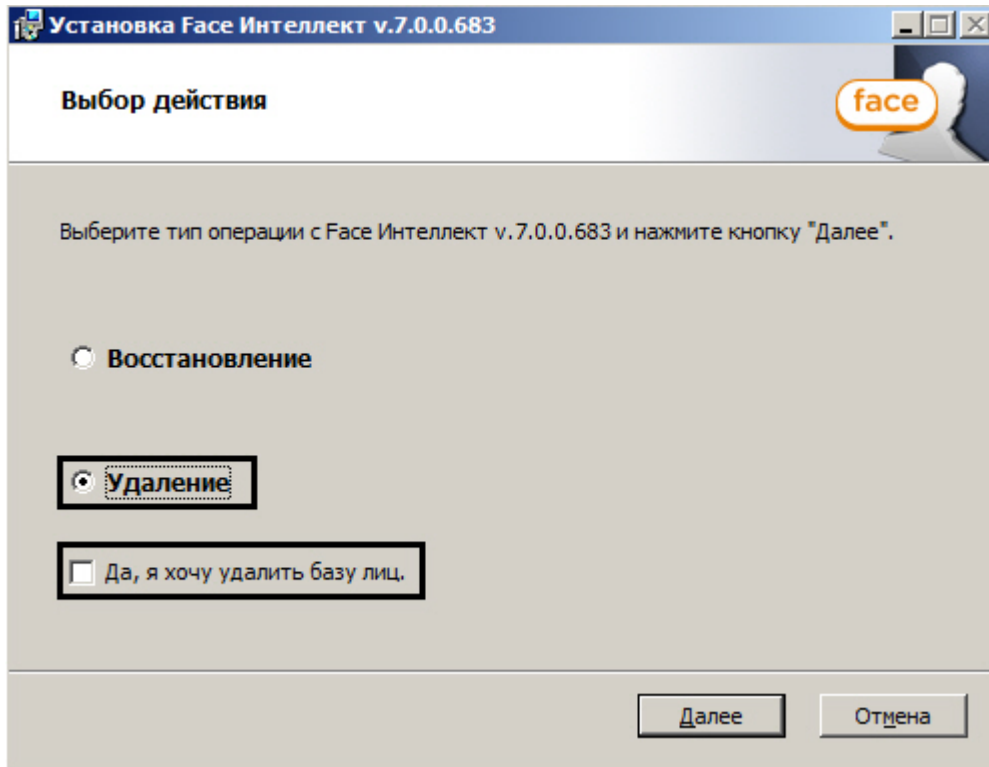 Установка Face Интеллект v.7.0.0.683
Выбор действия
face
Выберите тип операции с Face Интеллект v.7.0.0.683 и нажмите кнопку "Далее".
Восстановление
Удаление
Да, я хочу удалить базу лиц.
Далее
Отмена